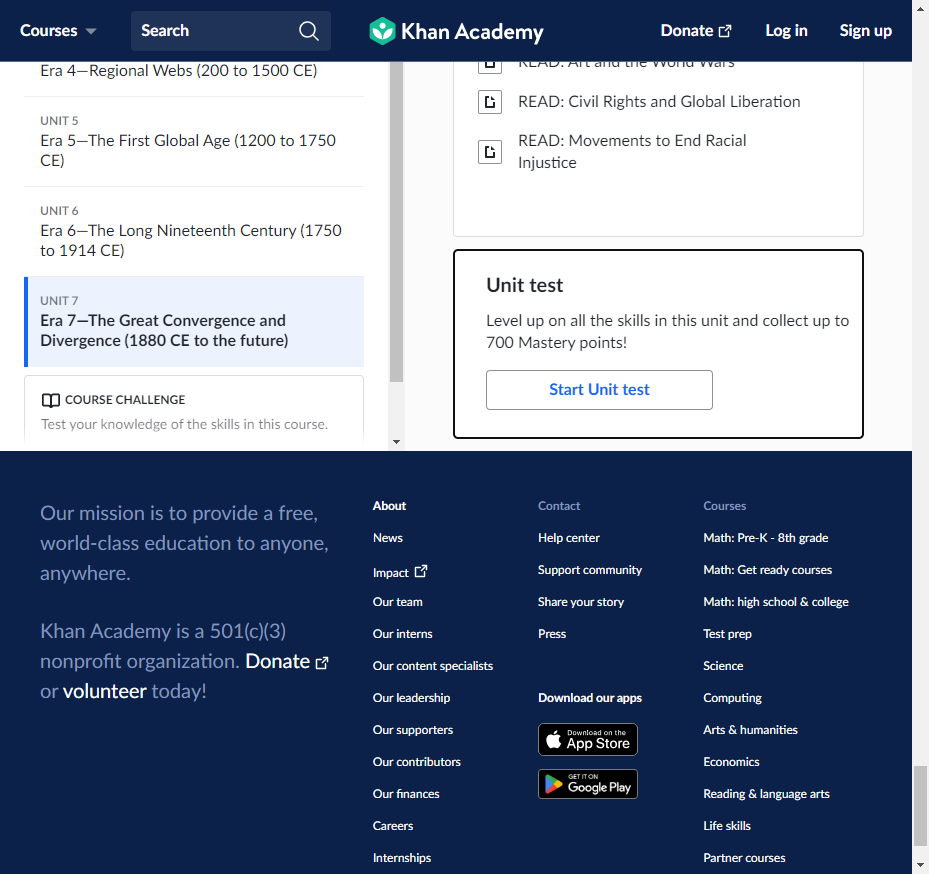 Courses
Search
Khan Academy
Donate
Log in
Sign up
Era 4—Regional Webs (200 to 1500 CE)
UNIT 5
Era 5—The First Global Age (1200 to 1750
CE)
UNIT 6
Era 6—The Long Nineteenth Century (1750
to 1914 CE)
UNIT 7
Era 7—The Great Convergence and
Divergence (1880 CE to the future)
COURSE CHALLENGE
Test your knowledge of the skills in this course.
READ: Art and the World Wars
READ: Civil Rights and Global Liberation
READ: Movements to End Racial
Injustice
Unit test
Level up on all the skills in this unit and collect up to
700 Mastery points!
Start Unit test
Our mission is to provide a free,
world-class education to anyone,
anywhere.
Khan Academy is a 501(c)(3)
nonprofit organization. Donate
or volunteer today!
About
News
Impact
Our team
Our interns
Our content specialists
Our leadership
Our supporters
Our contributors
Our finances
Careers
Internships
Contact
Help center
Support community
Share your story
Press
Download our apps
Download on the
App Store
GET IT ON
Google Play
Courses
Math: Pre-K - 8th grade
Math: Get ready courses
Math: high school & college
Test prep
Science
Computing
Arts & humanities
Economics
Reading & language arts
Life skills
Partner courses